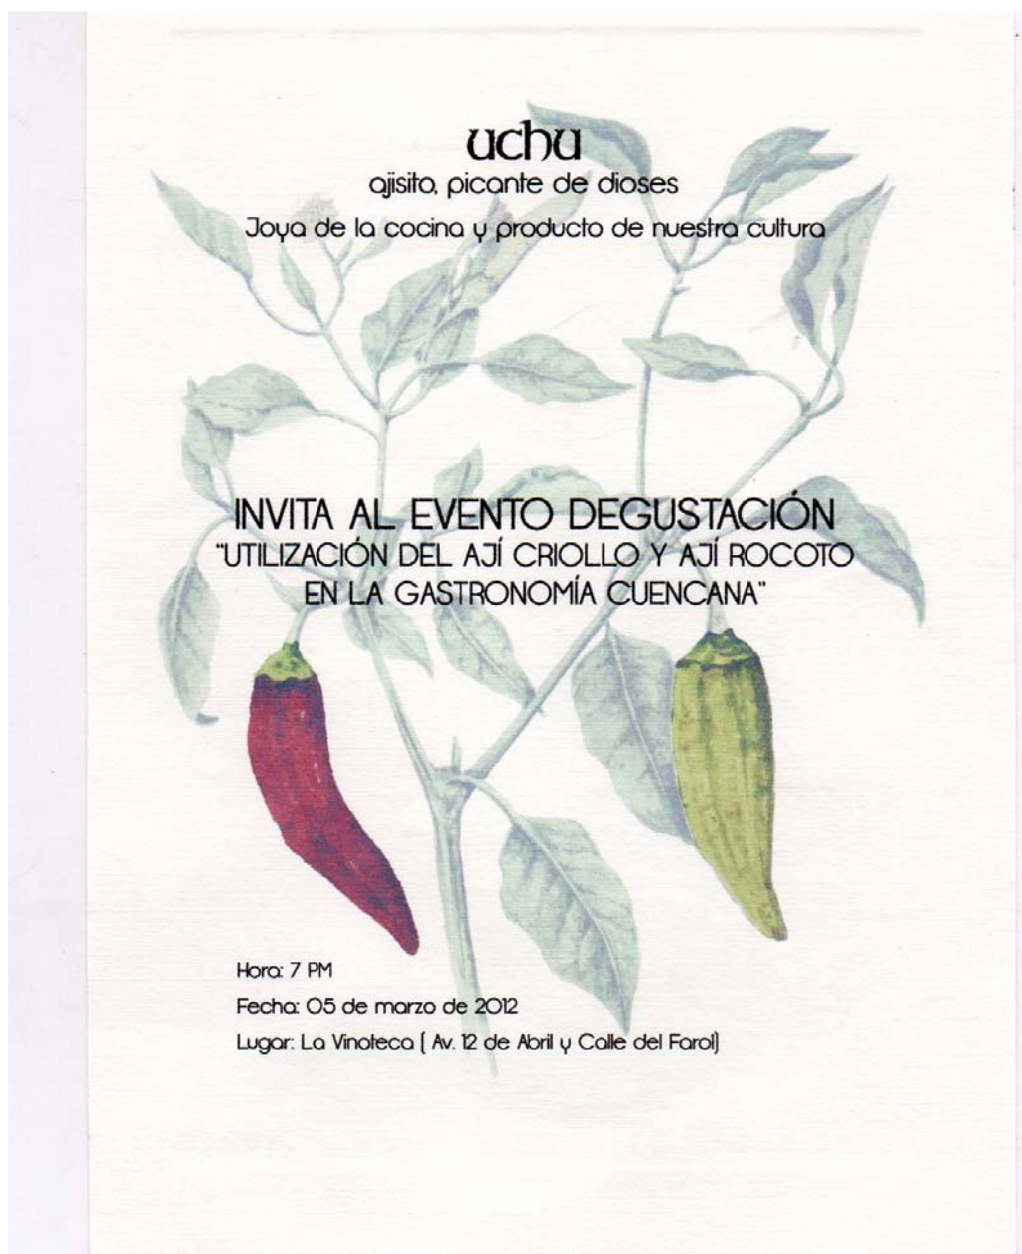 uchu
ajisito, picante de dioses
Joya de la cocina y producto de nuestra cultura
INVITA AL EVENTO DEGUSTACIÓN
"UTILIZACIÓN DEL AJÍ CRIOLLO Y AJÍ ROCOTO
EN LA GASTRONOMÍA CUENCANA"
Hora: 7 PM
Fecha: 05 de marzo de 2012
Lugar: La Vinoteca ( Av. 12 de Abril y Calle del Farol)